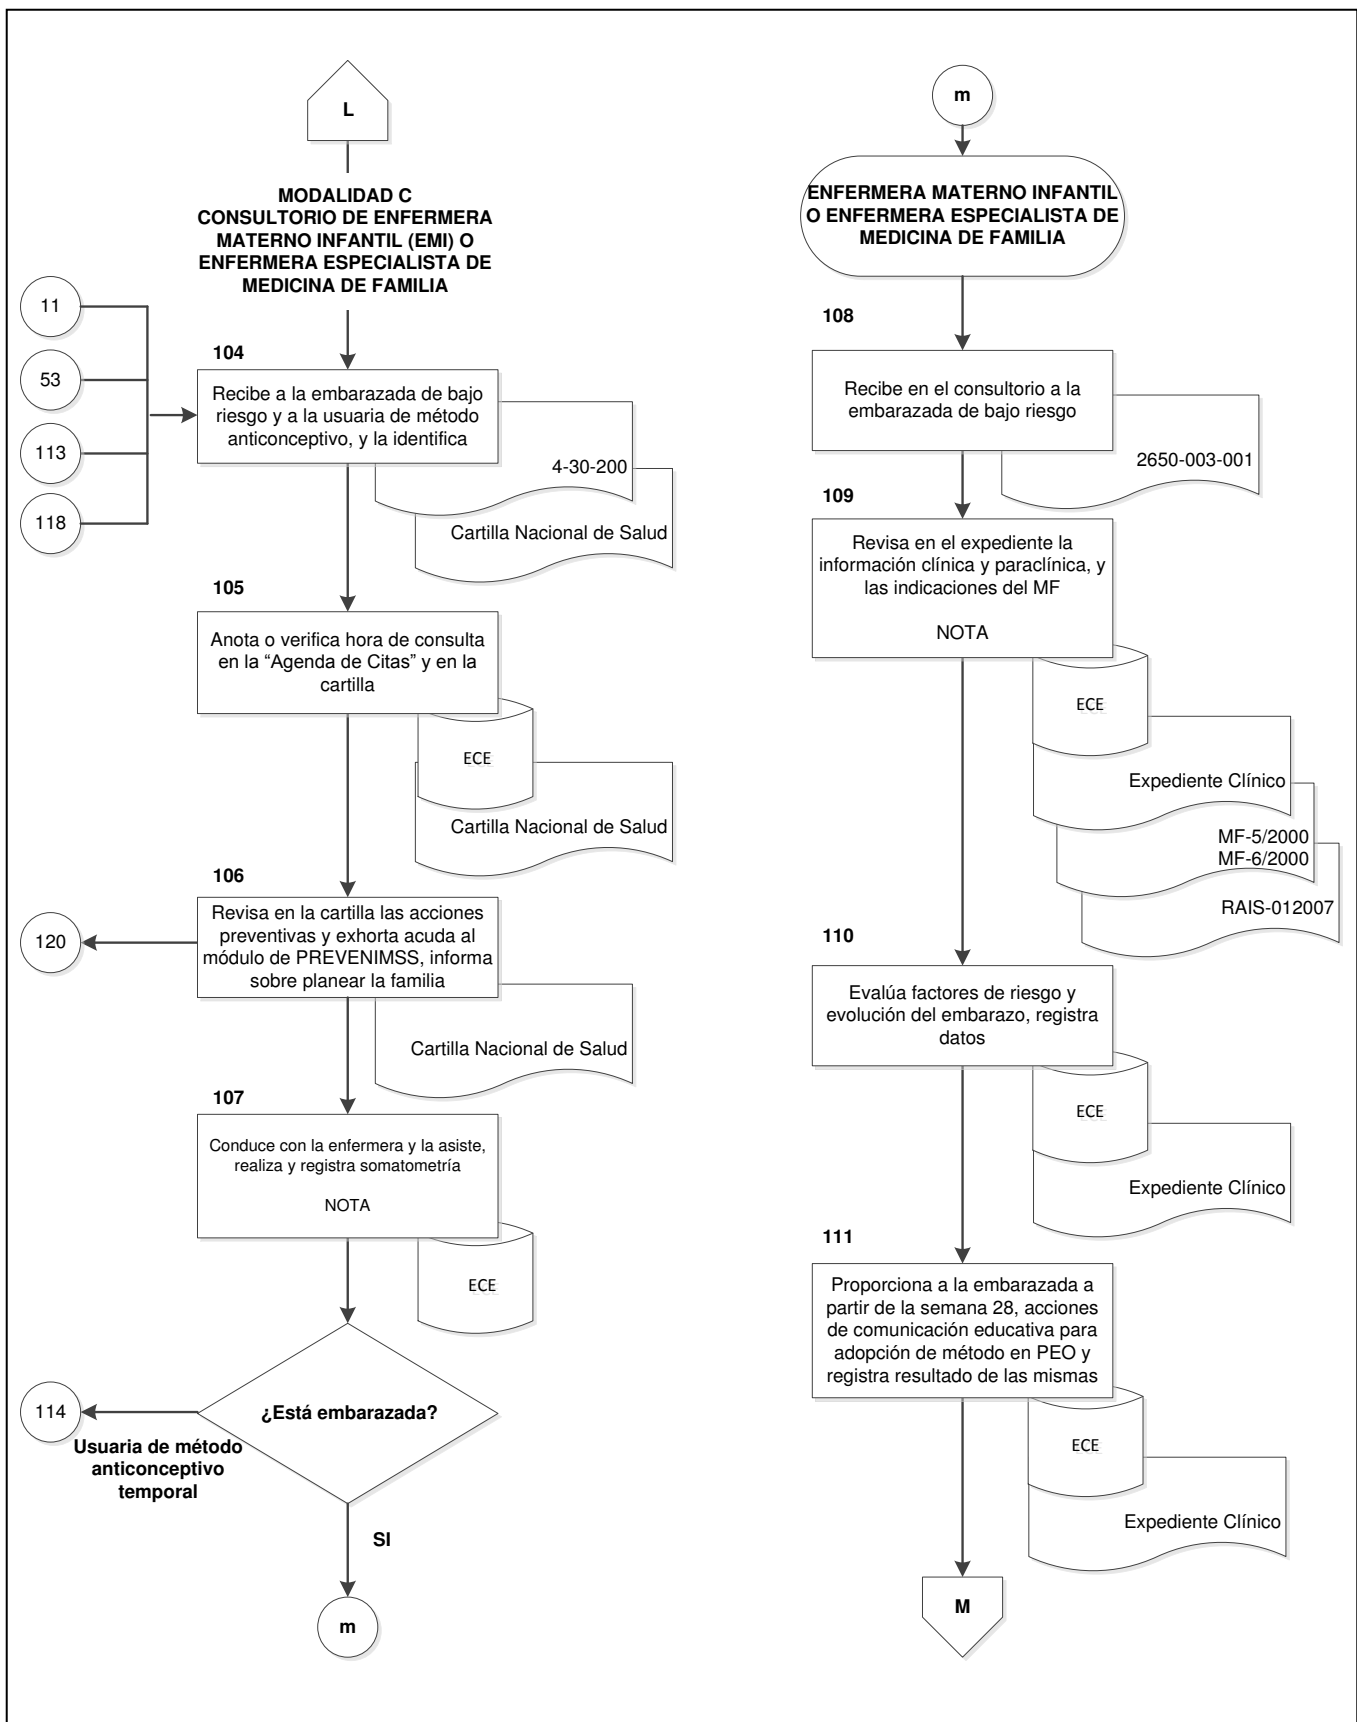 L
MODALIDAD C
CONSULTORIO DE ENFERMERA
MATERNO INFANTIL (EMI) O
ENFERMERA ESPECIALISTA DE
MEDICINA DE FAMILIA
11
53
113
118
104
Recibe a la embarazada de bajo
riesgo y a la usuaria de método
anticonceptivo, y la identifica
4-30-200
Cartilla Nacional de Salud
105
Anota o verifica hora de consulta
en la “Agenda de Citas” y en la
cartilla
ECE
Cartilla Nacional de Salud
106
Revisa en la cartilla las acciones
preventivas y exhorta acuda al
módulo de PREVENIMSS, informa
sobre planear la familia
120
Cartilla Nacional de Salud
107
Conduce con la enfermera y la asiste,
realiza y registra somatometría
NOTA
ECE
¿Está embarazada?
114
Usuaria de método
anticonceptivo
temporal
SI
m
m
ENFERMERA MATERNO INFANTIL
O ENFERMERA ESPECIALISTA DE
MEDICINA DE FAMILIA
108
Recibe en el consultorio a la
embarazada de bajo riesgo
2650-003-001
109
Revisa en el expediente la
información clínica y paraclínica, y
las indicaciones del MF
NOTA
ECE
Expediente Clínico
MF-5/2000
MF-6/2000
RAIS-012007
110
Evalúa factores de riesgo y
evolución del embarazo, registra
datos
ECE
Expediente Clínico
111
Proporciona a la embarazada a
partir de la semana 28, acciones
de comunicación educativa para
adopción de método en PEO y
registra resultado de las mismas
ECE
Expediente Clínico
M